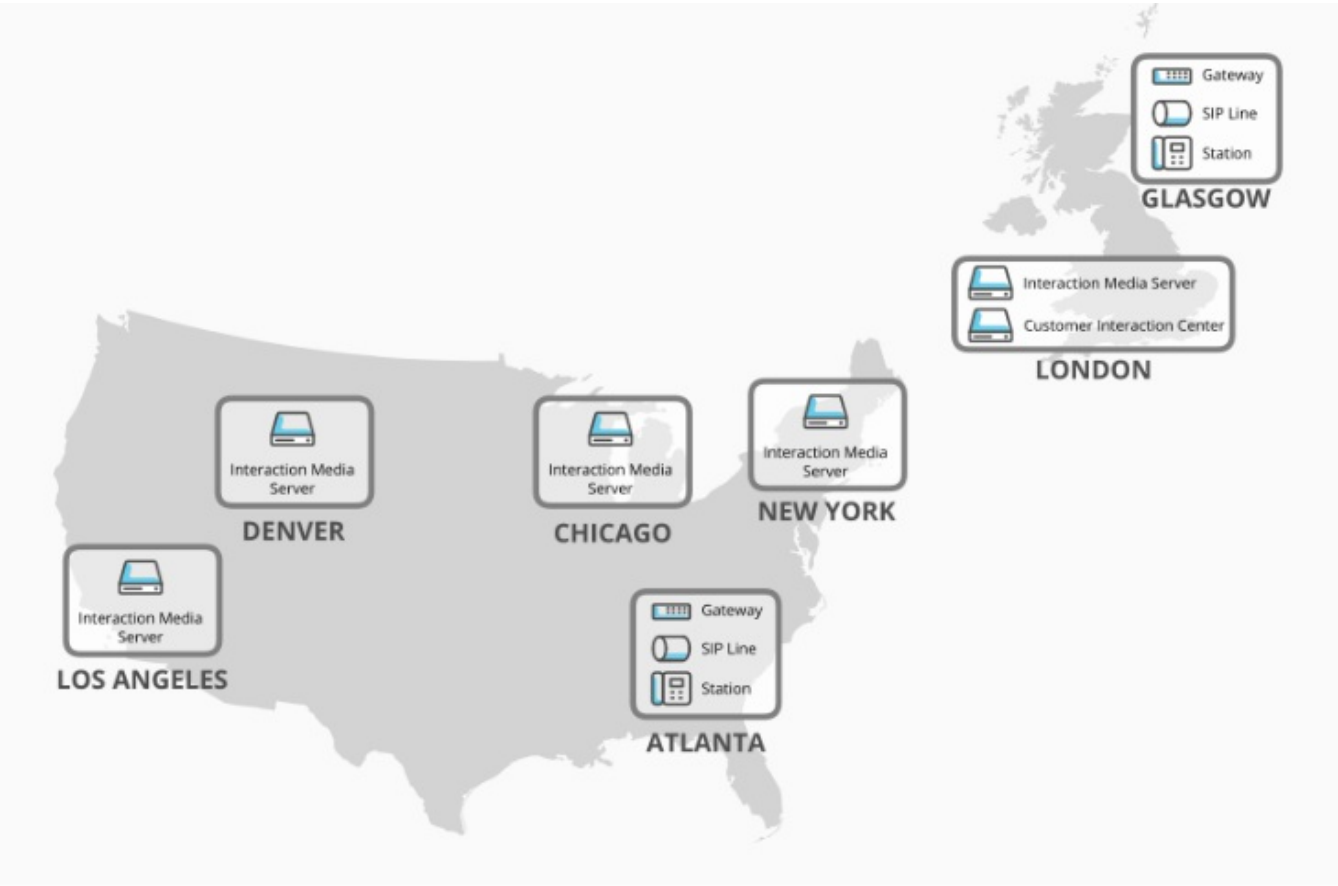 Gateway
SIP Line
Station
GLASGOW
Interaction Media Server
Customer Interaction Center
LONDON
Interaction Media
Server
DENVER
Interaction Media
Server
CHICAGO
Interaction Media
Server
NEW YORK
Interaction Media
Server
LOS ANGELES
Gateway
SIP Line
Station
ATLANTA